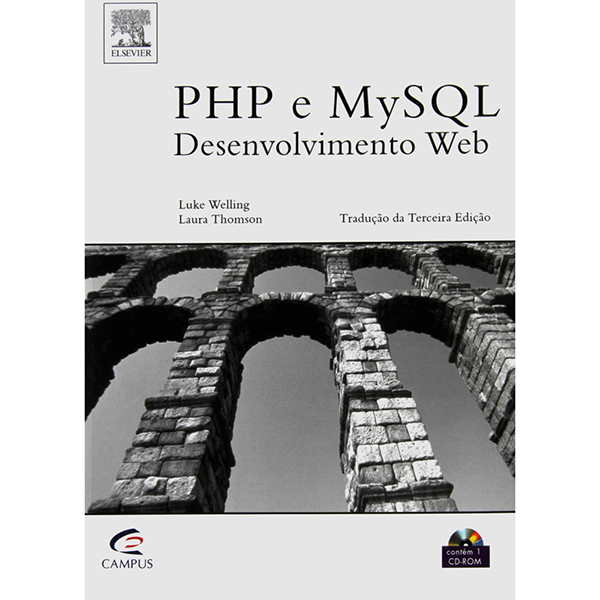 ELSEVIER
PHP e MySQL
Desenvolvimento Web
Luke Welling
Laura Thomson
Tradução da Terceira Edição
CAMPUS
contém 1
CD-ROM